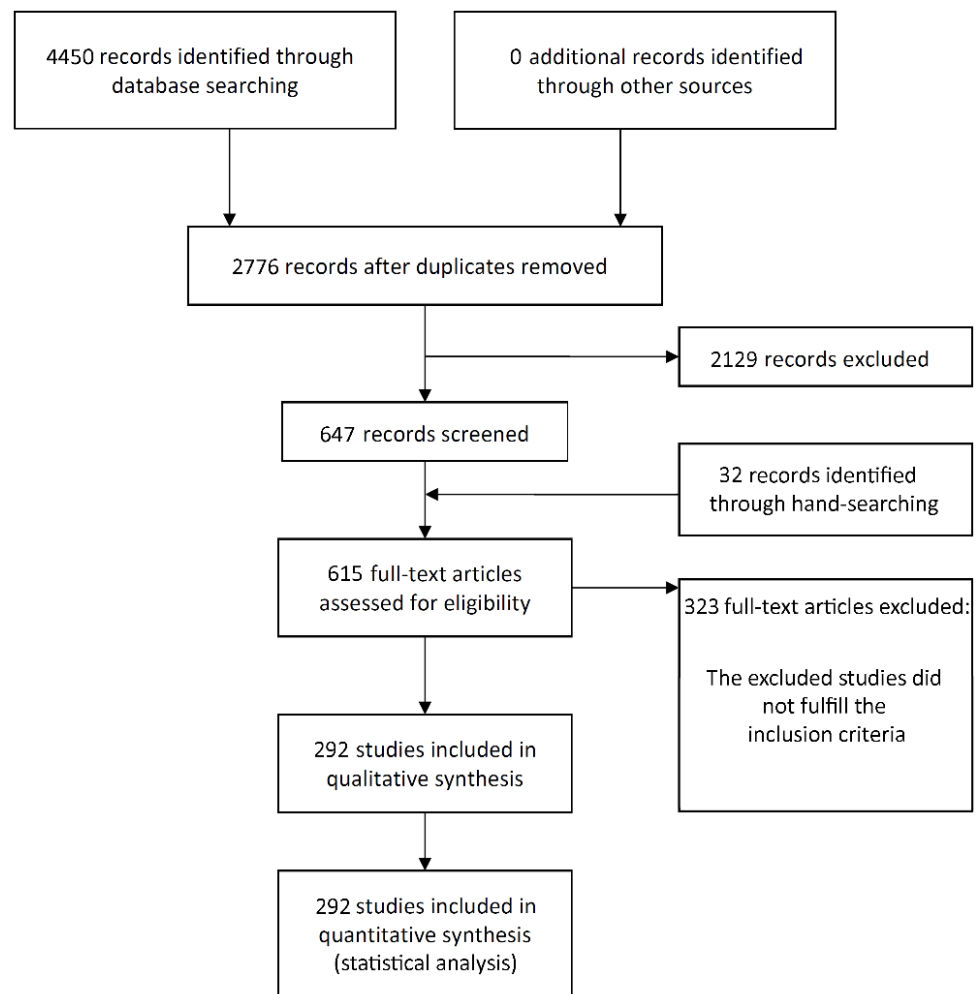 4450 records identified through
database searching
0 additional records identified
through other sources
2776 records after duplicates removed
2129 records excluded
647 records screened
32 records identified
through hand-searching
615 full-text articles
assessed for eligibility
323 full-text articles excluded:
The excluded studies did
not fulfill the
inclusion criteria
292 studies included in
qualitative synthesis
292 studies included in
quantitative synthesis
(statistical analysis)